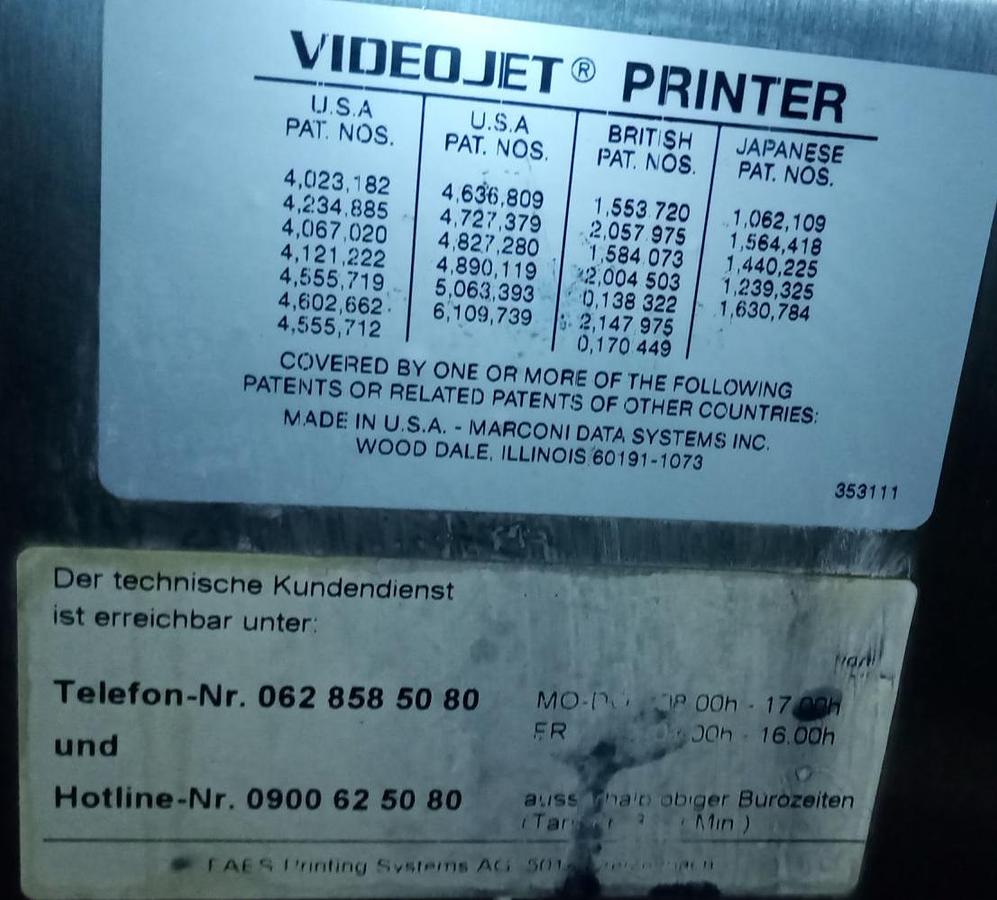 VIDEOJET® PRINTER
U.S.A
PAT. NOS.
4,023,182
4,234,885
4,067,020
4,121,222
4,555,719
4,602,662
4,555,712
U.S.A
PAT. NOS.
4,636,809
4,727,379
4,827,280
4,890,119
5,063,393
6,109,739
BRITISH
PAT. NOS.
1,553 720
2,057 975
1,584 073
2,004 503
0,138 322
2,147 975
0,170 449
JAPANESE
PAT. NOS.
1,062,109
1,564,418
1,440,225
1,239,325
1,630,784
COVERED BY ONE OR MORE OF THE FOLLOWING
PATENTS OR RELATED PATENTS OF OTHER COUNTRIES:
MADE IN U.S.A. - MARCONI DATA SYSTEMS INC.
WOOD DALE, ILLINOIS 60191-1073
353111
Der technische Kundendienst
ist erreichbar unter:
Telefon-Nr. 062 858 50 80
- 17.00h
und
- 16.00h
Hotline-Nr. 0900 62 50 80
obiger Bürozeiten
Min )
Printing Systems AG